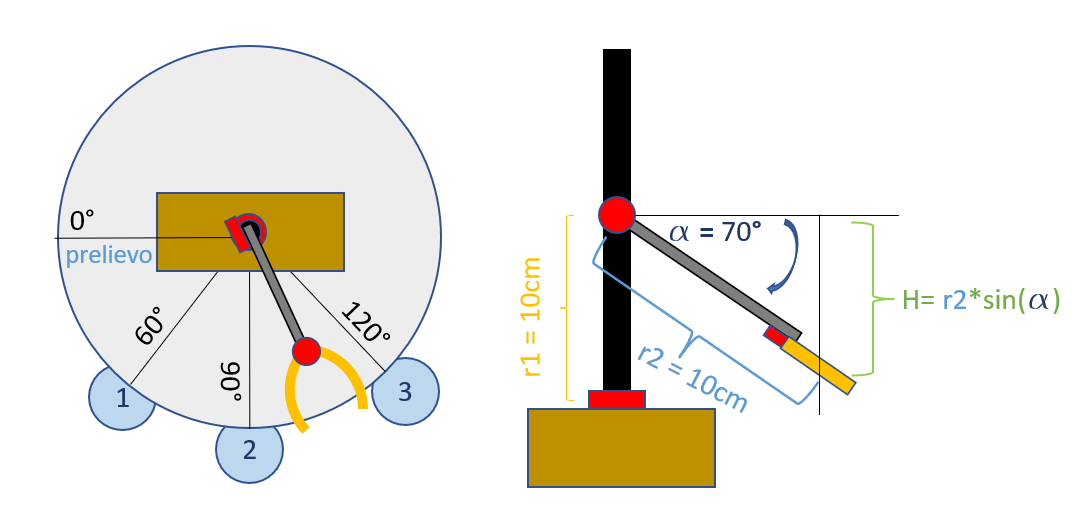 0°
prelievo
60°
90°
120°
1
2
3
α = 70°
r1 = 10cm
r2 = 10cm
H= r2*sin(α)